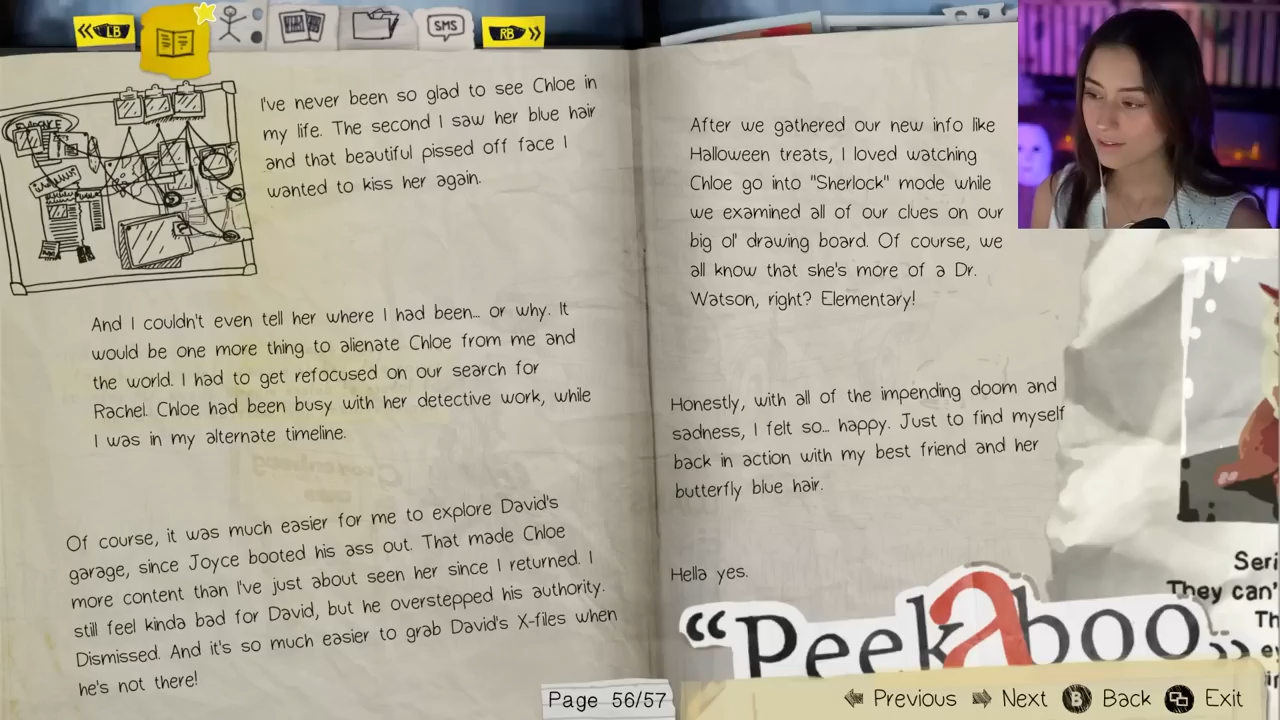 LB
SMS
RB
EVIDENCE
I've never been so glad to see Chloe in
my life. The second I saw her blue hair
and that beautiful pissed off face I
wanted to kiss her again.
And I couldn't even tell her where I had been... or why. It
would be one more thing to alienate Chloe from me and
the world. I had to get refocused on our search for
Rachel. Chloe had been busy with her detective work, while
I was in my alternate timeline.
Of course, it was much easier for me to explore David's
garage, since Joyce booted his ass out. That made Chloe
more content than I've just about seen her since I returned. I
still feel kinda bad for David, but he overstepped his authority.
Dismissed. And it's so much easier to grab David's X-files when
he's not there!
After we gathered our new info like
Halloween treats, I loved watching
Chloe go into "Sherlock" mode while
we examined all of our clues on our
big ol' drawing board. Of course, we
all know that she's more of a Dr.
Watson, right? Elementary!
Honestly, with all of the impending doom and
sadness, I felt so... happy. Just to find myself
back in action with my best friend and her
butterfly blue hair.
Hella yes.
"Peekaboo"
Seri
They can'
Th
Page 56/57
Previous
Next
B Back
Exit